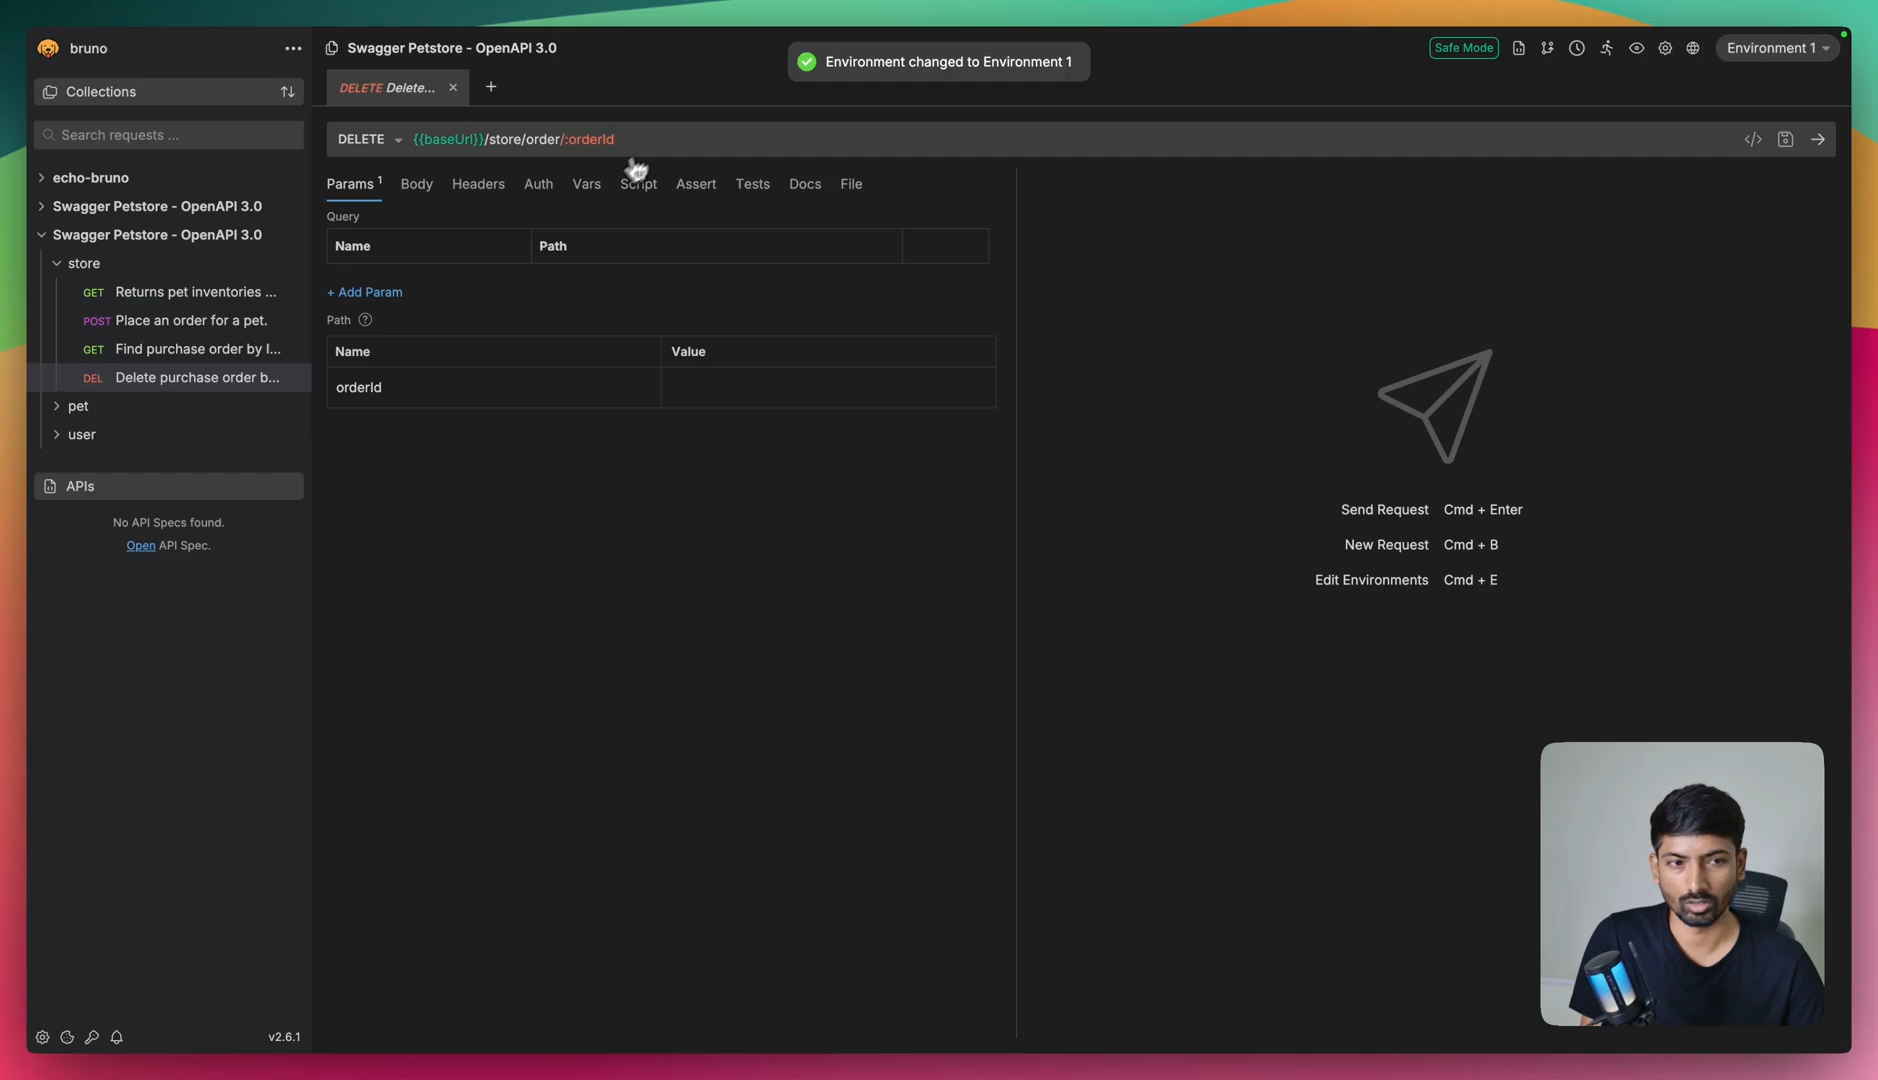 bruno
...
Swagger Petstore - OpenAPI 3.0
Environment changed to Environment 1
Safe Mode
Environment 1
Collections
DELETE Delete...
Search requests ...
DELETE
{{baseUrl}}/store/order/:orderId
echo-bruno
Swagger Petstore - OpenAPI 3.0
Swagger Petstore - OpenAPI 3.0
store
GET Returns pet inventories ...
POST Place an order for a pet.
GET Find purchase order by I...
DEL Delete purchase order b...
pet
user
APIs
No API Specs found.
Open API Spec.
Params 1
Body
Headers
Auth
Vars
Script
Assert
Tests
Docs
File
Query
Name
Path
+ Add Param
Path ?
Name
Value
orderId
Send Request Cmd + Enter
New Request Cmd + B
Edit Environments Cmd + E
v2.6.1